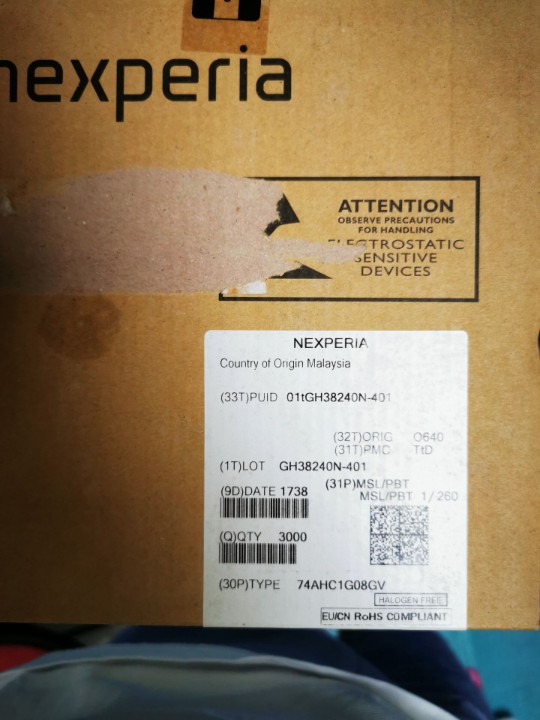 nexperia
ATTENTION
OBSERVE PRECAUTIONS
FOR HANDLING
ELECTROSTATIC
SENSITIVE
DEVICES
NEXPERIA
Country of Origin Malaysia
(33T)PUID 01tGH38240N-401
(32T)ORIG O640
(31T)PMC TtD
(1T)LOT GH38240N-401
(31P)MSL/PBT
(9D)DATE 1738
MSL/PBT 1/260
(Q)QTY 3000
(30P)TYPE 74AHC1G08GV
HALOGEN FREE
EU/CN RoHS COMPLIANT